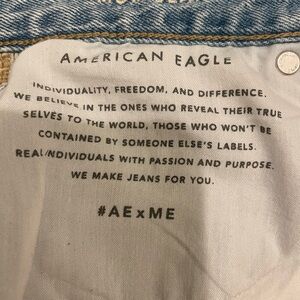 AMERICAN EAGLE
INDIVIDUALITY, FREEDOM, AND DIFFERENCE.
WE BELIEVE IN THE ONES WHO REVEAL THEIR TRUE
SELVES TO THE WORLD, THOSE WHO WON'T BE
CONTAINED BY SOMEONE ELSE'S LABELS.
REAL INDIVIDUALS WITH PASSION AND PURPOSE.
WE MAKE JEANS FOR YOU.
#AExME